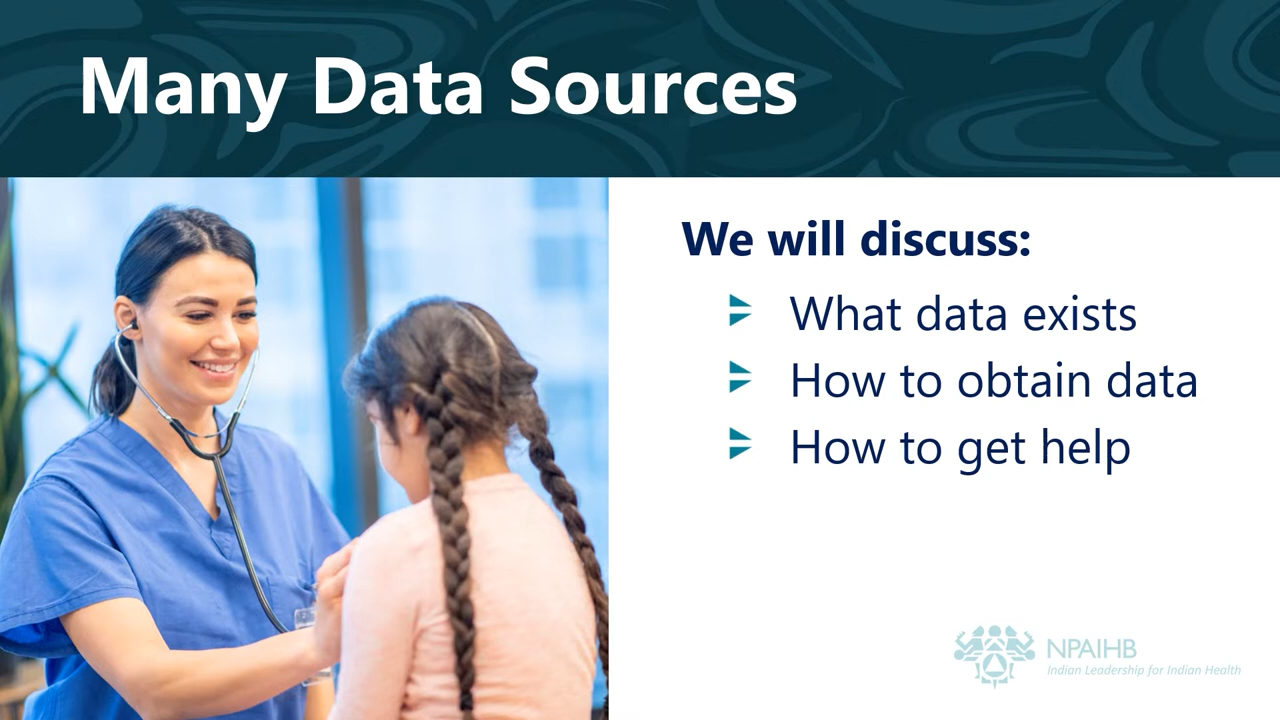 Many Data Sources
We will discuss:
What data exists
How to obtain data
How to get help
NPAIHB
Indian Leadership for Indian Health